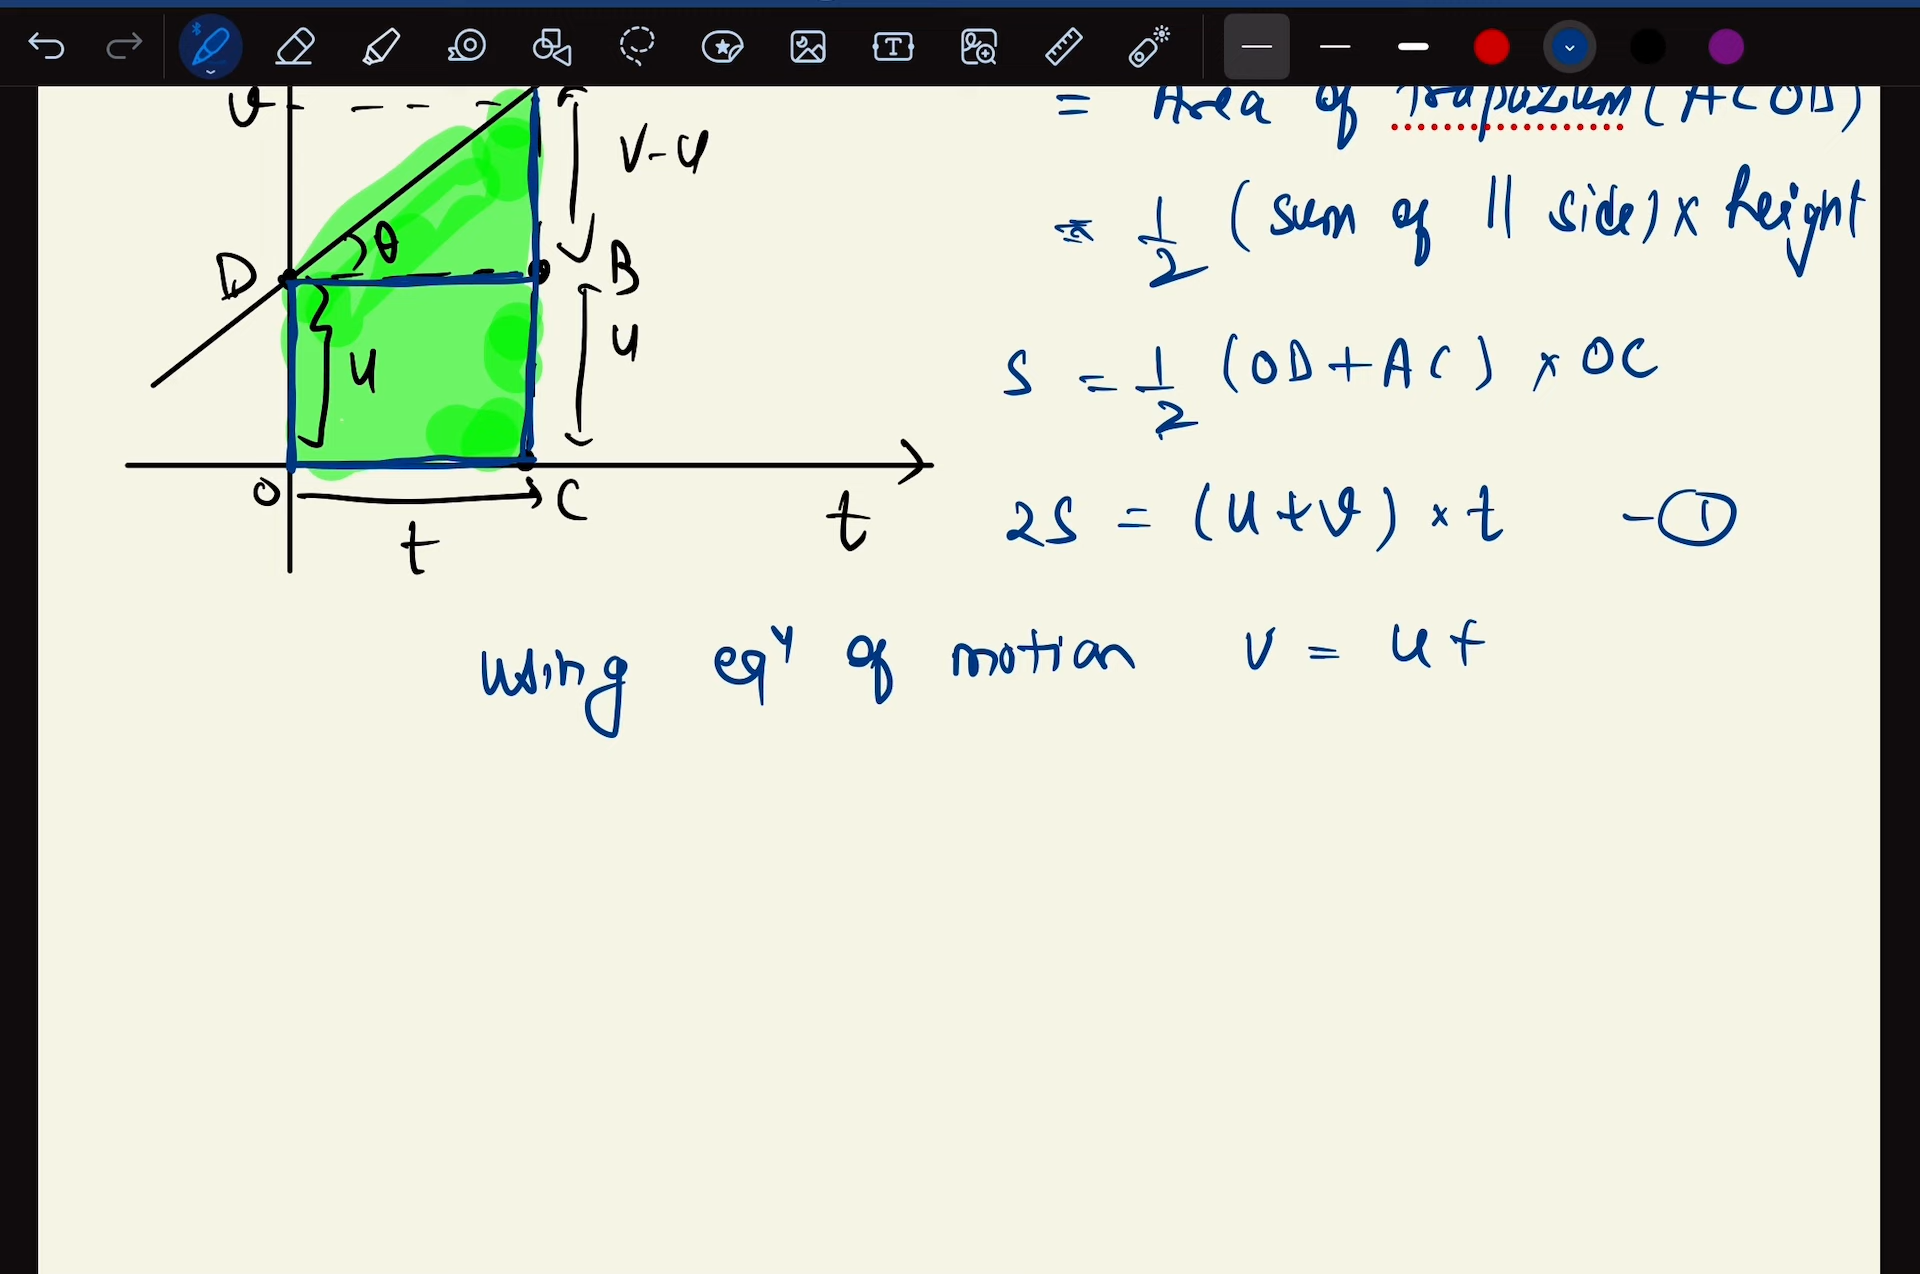 = Area of Trapezium (ACOD)
v
V-u
= 1/2 (sum of || side) x height
θ
D
B
u
u
S = 1/2 (OD + AC) x OC
O
C
t
t
2S = (u + v) x t - ①
using eqn of motion v = u +